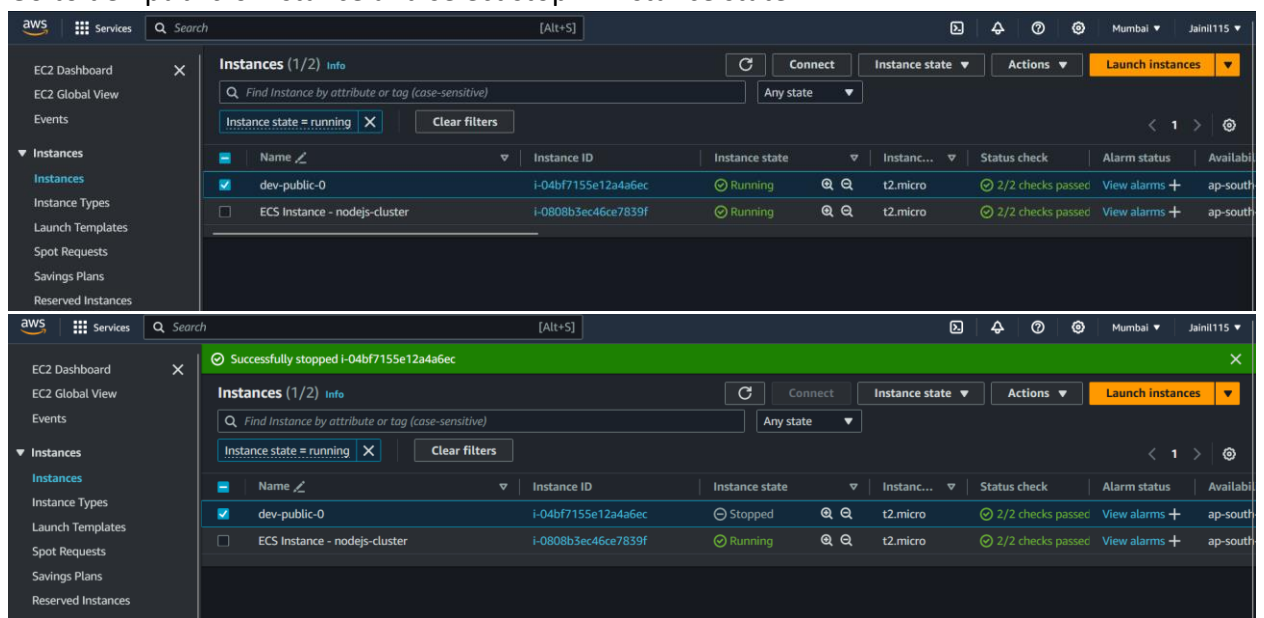 aws Services Search [Alt+S] Mumbai ▼ Jainil115 ▼
EC2 Dashboard X
EC2 Global View
Events
▼ Instances
Instances
Instance Types
Launch Templates
Spot Requests
Savings Plans
Reserved Instances
Instances (1/2) Info Connect Instance state ▼ Actions ▼ Launch instances ▼
Find Instance by attribute or tag (case-sensitive) Any state ▼
Instance state = running X Clear filters < 1 >
Name Instance ID Instance state Instanc... Status check Alarm status Availabil
dev-public-0 i-04bf7155e12a4a6ec Running t2.micro 2/2 checks passed View alarms + ap-south
ECS Instance - nodejs-cluster i-0808b3ec46ce7839f Running t2.micro 2/2 checks passed View alarms + ap-south
aws Services Search [Alt+S] Mumbai ▼ Jainil115 ▼
EC2 Dashboard X
EC2 Global View
Events
▼ Instances
Instances
Instance Types
Launch Templates
Spot Requests
Savings Plans
Reserved Instances
Successfully stopped i-04bf7155e12a4a6ec X
Instances (1/2) Info Connect Instance state ▼ Actions ▼ Launch instances ▼
Find Instance by attribute or tag (case-sensitive) Any state ▼
Instance state = running X Clear filters < 1 >
Name Instance ID Instance state Instanc... Status check Alarm status Availabil
dev-public-0 i-04bf7155e12a4a6ec Stopped t2.micro 2/2 checks passed View alarms + ap-south
ECS Instance - nodejs-cluster i-0808b3ec46ce7839f Running t2.micro 2/2 checks passed View alarms + ap-south